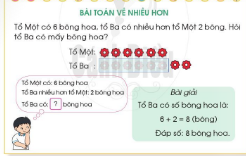 BÀI TOÁN VỀ NHIỀU HƠN
Tổ Một có 6 bông hoa, tổ Ba có nhiều hơn tổ Một 2 bông. Hỏi
tổ Ba có mấy bông hoa?
Tổ Một:
Tổ Ba :
Tổ Một có: 6 bông hoa
Tổ Ba nhiều hơn tổ Một: 2 bông hoa
Tổ Ba có: ? bông hoa
Bài giải
Tổ Ba có số bông hoa là:
6 + 2 = 8 (bông)
Đáp số: 8 bông hoa.